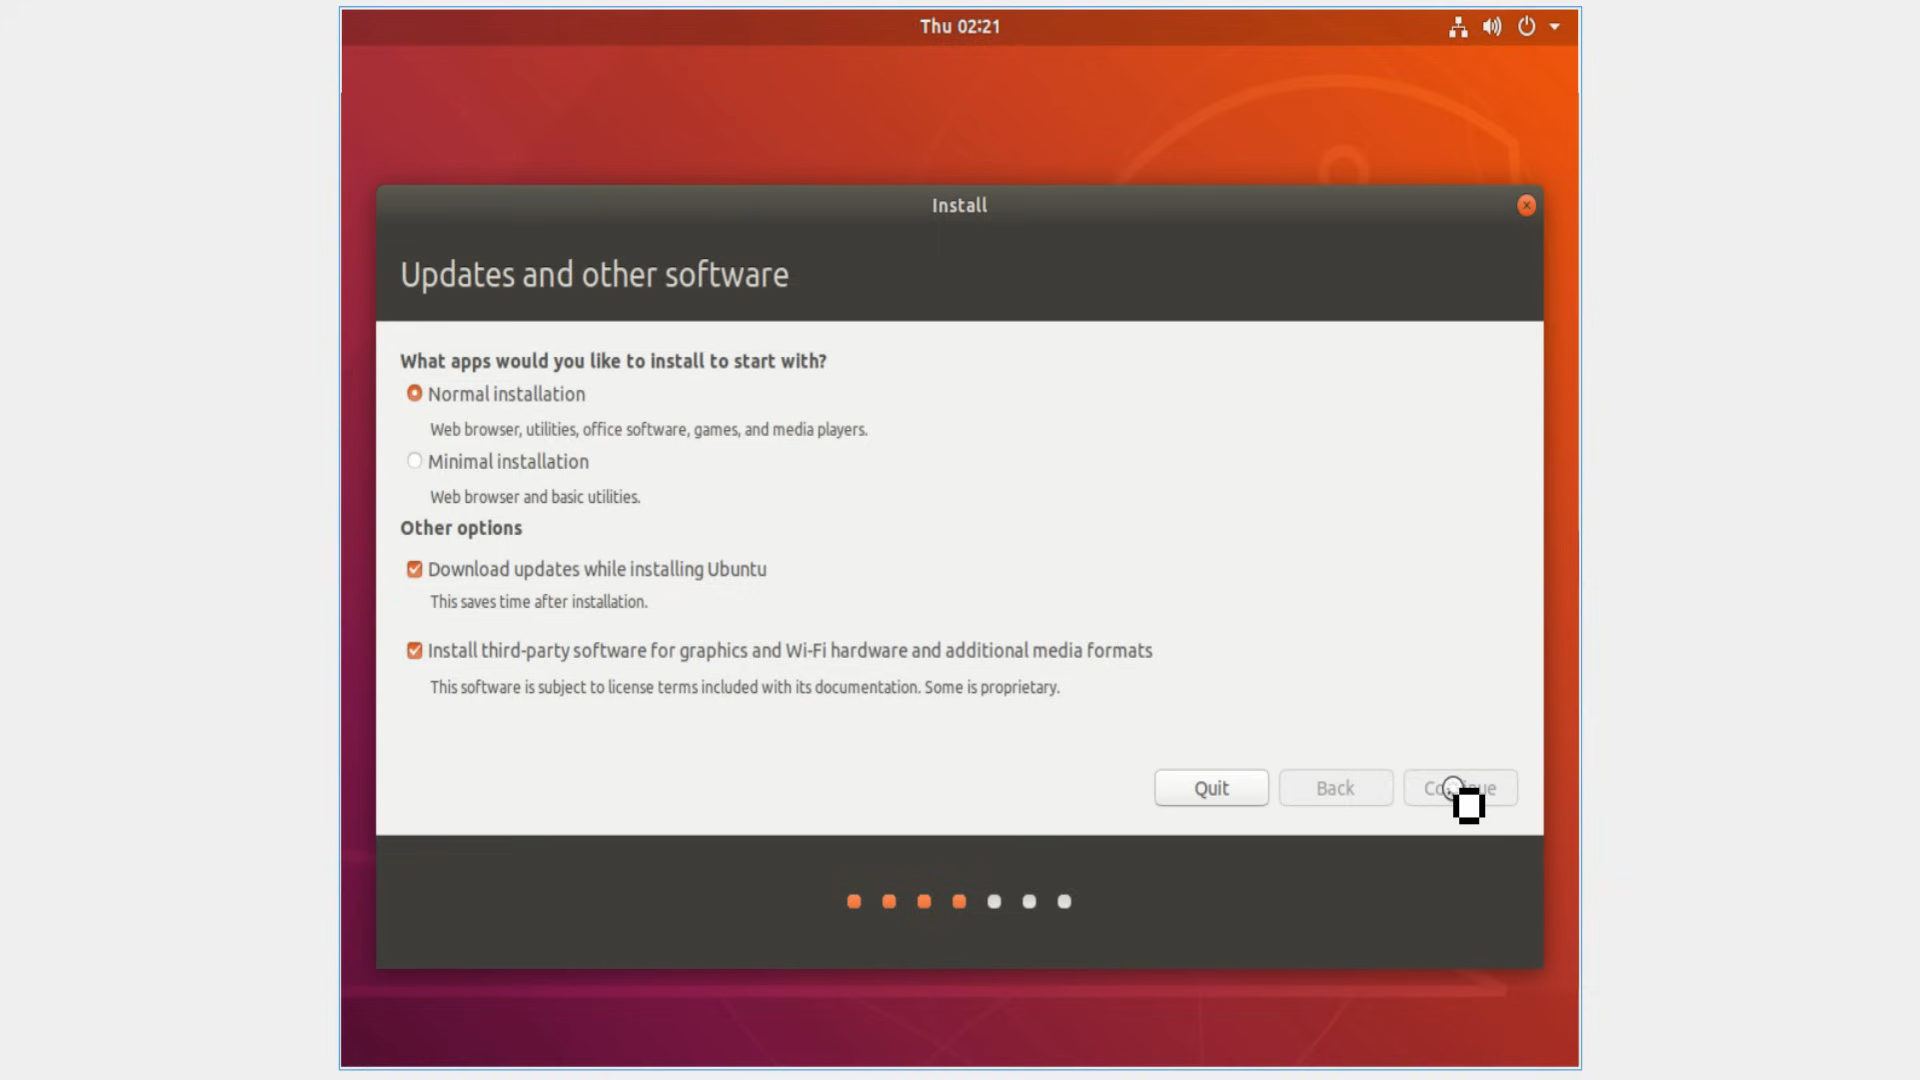 Thu 02:21
Install
Updates and other software
What apps would you like to install to start with?
Normal installation
Web browser, utilities, office software, games, and media players.
Minimal installation
Web browser and basic utilities.
Other options
Download updates while installing Ubuntu
This saves time after installation.
Install third-party software for graphics and Wi-Fi hardware and additional media formats
This software is subject to license terms included with its documentation. Some is proprietary.
Quit Back Continue